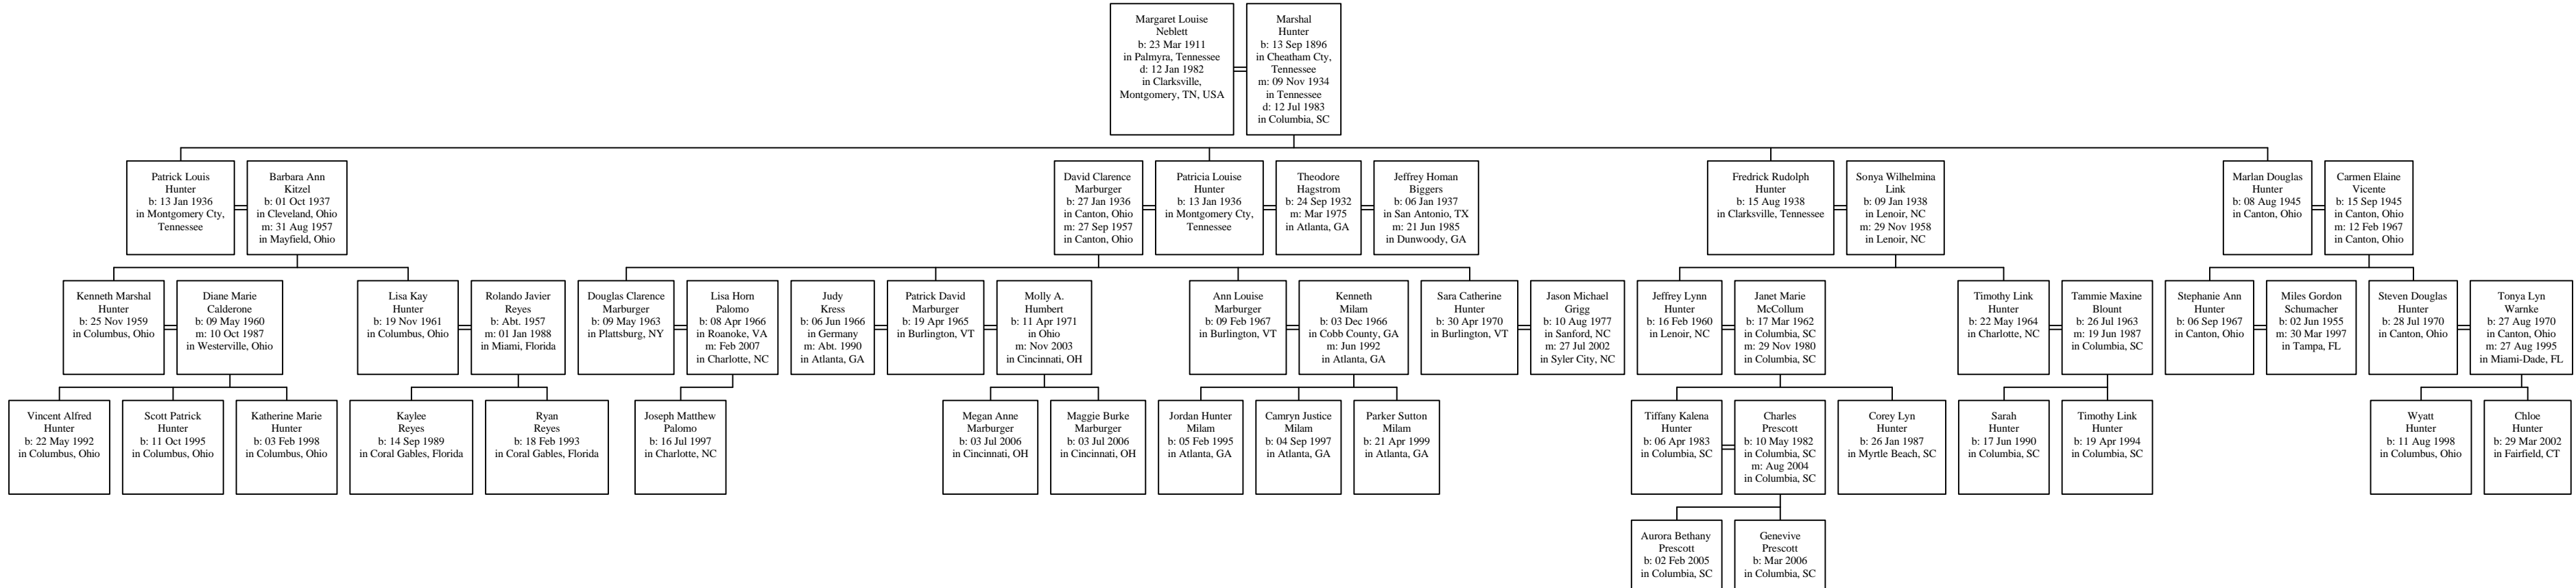 Margaret Louise
Neblett
b: 23 Mar 1911
in Palmyra, Tennessee
d: 12 Jan 1982
in Clarksville,
Montgomery, TN, USA
Marshal
Hunter
b: 13 Sep 1896
in Cheatham Cty,
Tennessee
m: 09 Nov 1934
in Tennessee
d: 12 Jul 1983
in Columbia, SC
Patrick Louis
Hunter
b: 13 Jan 1936
in Montgomery Cty,
Tennessee
Barbara Ann
Kitzel
b: 01 Oct 1937
in Cleveland, Ohio
m: 31 Aug 1957
in Mayfield, Ohio
David Clarence
Marburger
b: 27 Jan 1936
in Canton, Ohio
m: 27 Sep 1957
in Canton, Ohio
Patricia Louise
Hunter
b: 13 Jan 1936
in Montgomery Cty,
Tennessee
Theodore
Hagstrom
b: 24 Sep 1932
m: Mar 1975
in Atlanta, GA
Jeffrey Homan
Biggers
b: 06 Jan 1937
in San Antonio, TX
m: 21 Jun 1985
in Dunwoody, GA
Fredrick Rudolph
Hunter
b: 15 Aug 1938
in Clarksville, Tennessee
Sonya Wilhelmina
Link
b: 09 Jan 1938
in Lenoir, NC
m: 29 Nov 1958
in Lenoir, NC
Marlan Douglas
Hunter
b: 08 Aug 1945
in Canton, Ohio
Carmen Elaine
Vicente
b: 15 Sep 1945
in Canton, Ohio
m: 12 Feb 1967
in Canton, Ohio
Kenneth Marshal
Hunter
b: 25 Nov 1959
in Columbus, Ohio
Diane Marie
Calderone
b: 09 May 1960
m: 10 Oct 1987
in Westerville, Ohio
Lisa Kay
Hunter
b: 19 Nov 1961
in Columbus, Ohio
Rolando Javier
Reyes
b: Abt. 1957
m: 01 Jan 1988
in Miami, Florida
Douglas Clarence
Marburger
b: 09 May 1963
in Plattsburg, NY
Lisa Horn
Palomo
b: 08 Apr 1966
in Roanoke, VA
m: Feb 2007
in Charlotte, NC
Judy
Kress
b: 06 Jun 1966
in Germany
m: Abt. 1990
in Atlanta, GA
Patrick David
Marburger
b: 19 Apr 1965
in Burlington, VT
Molly A.
Humbert
b: 11 Apr 1971
in Ohio
m: Nov 2003
in Cincinnati, OH
Ann Louise
Marburger
b: 09 Feb 1967
in Burlington, VT
Kenneth
Milam
b: 03 Dec 1966
in Cobb County, GA
m: Jun 1992
in Atlanta, GA
Sara Catherine
Hunter
b: 30 Apr 1970
in Burlington, VT
Jason Michael
Grigg
b: 10 Aug 1977
in Sanford, NC
m: 27 Jul 2002
in Syler City, NC
Jeffrey Lynn
Hunter
b: 16 Feb 1960
in Lenoir, NC
Janet Marie
McCollum
b: 17 Mar 1962
in Columbia, SC
m: 29 Nov 1980
in Columbia, SC
Timothy Link
Hunter
b: 22 May 1964
in Charlotte, NC
Tammie Maxine
Blount
b: 26 Jul 1963
m: 19 Jun 1987
in Columbia, SC
Stephanie Ann
Hunter
b: 06 Sep 1967
in Canton, Ohio
Miles Gordon
Schumacher
b: 02 Jun 1955
m: 30 Mar 1997
in Tampa, FL
Steven Douglas
Hunter
b: 28 Jul 1970
in Canton, Ohio
Tonya Lyn
Warnke
b: 27 Aug 1970
in Canton, Ohio
m: 27 Aug 1995
in Miami-Dade, FL
Vincent Alfred
Hunter
b: 22 May 1992
in Columbus, Ohio
Scott Patrick
Hunter
b: 11 Oct 1995
in Columbus, Ohio
Katherine Marie
Hunter
b: 03 Feb 1998
in Columbus, Ohio
Kaylee
Reyes
b: 14 Sep 1989
in Coral Gables, Florida
Ryan
Reyes
b: 18 Feb 1993
in Coral Gables, Florida
Joseph Matthew
Palomo
b: 16 Jul 1997
in Charlotte, NC
Megan Anne
Marburger
b: 03 Jul 2006
in Cincinnati, OH
Maggie Burke
Marburger
b: 03 Jul 2006
in Cincinnati, OH
Jordan Hunter
Milam
b: 05 Feb 1995
in Atlanta, GA
Camryn Justice
Milam
b: 04 Sep 1997
in Atlanta, GA
Parker Sutton
Milam
b: 21 Apr 1999
in Atlanta, GA
Tiffany Kalena
Hunter
b: 06 Apr 1983
in Columbia, SC
Charles
Prescott
b: 10 May 1982
in Columbia, SC
m: Aug 2004
in Columbia, SC
Corey Lyn
Hunter
b: 26 Jan 1987
in Myrtle Beach, SC
Sarah
Hunter
b: 17 Jun 1990
in Columbia, SC
Timothy Link
Hunter
b: 19 Apr 1994
in Columbia, SC
Wyatt
Hunter
b: 11 Aug 1998
in Columbus, Ohio
Chloe
Hunter
b: 29 Mar 2002
in Fairfield, CT
Aurora Bethany
Prescott
b: 02 Feb 2005
in Columbia, SC
Genevive
Prescott
b: Mar 2006
in Columbia, SC